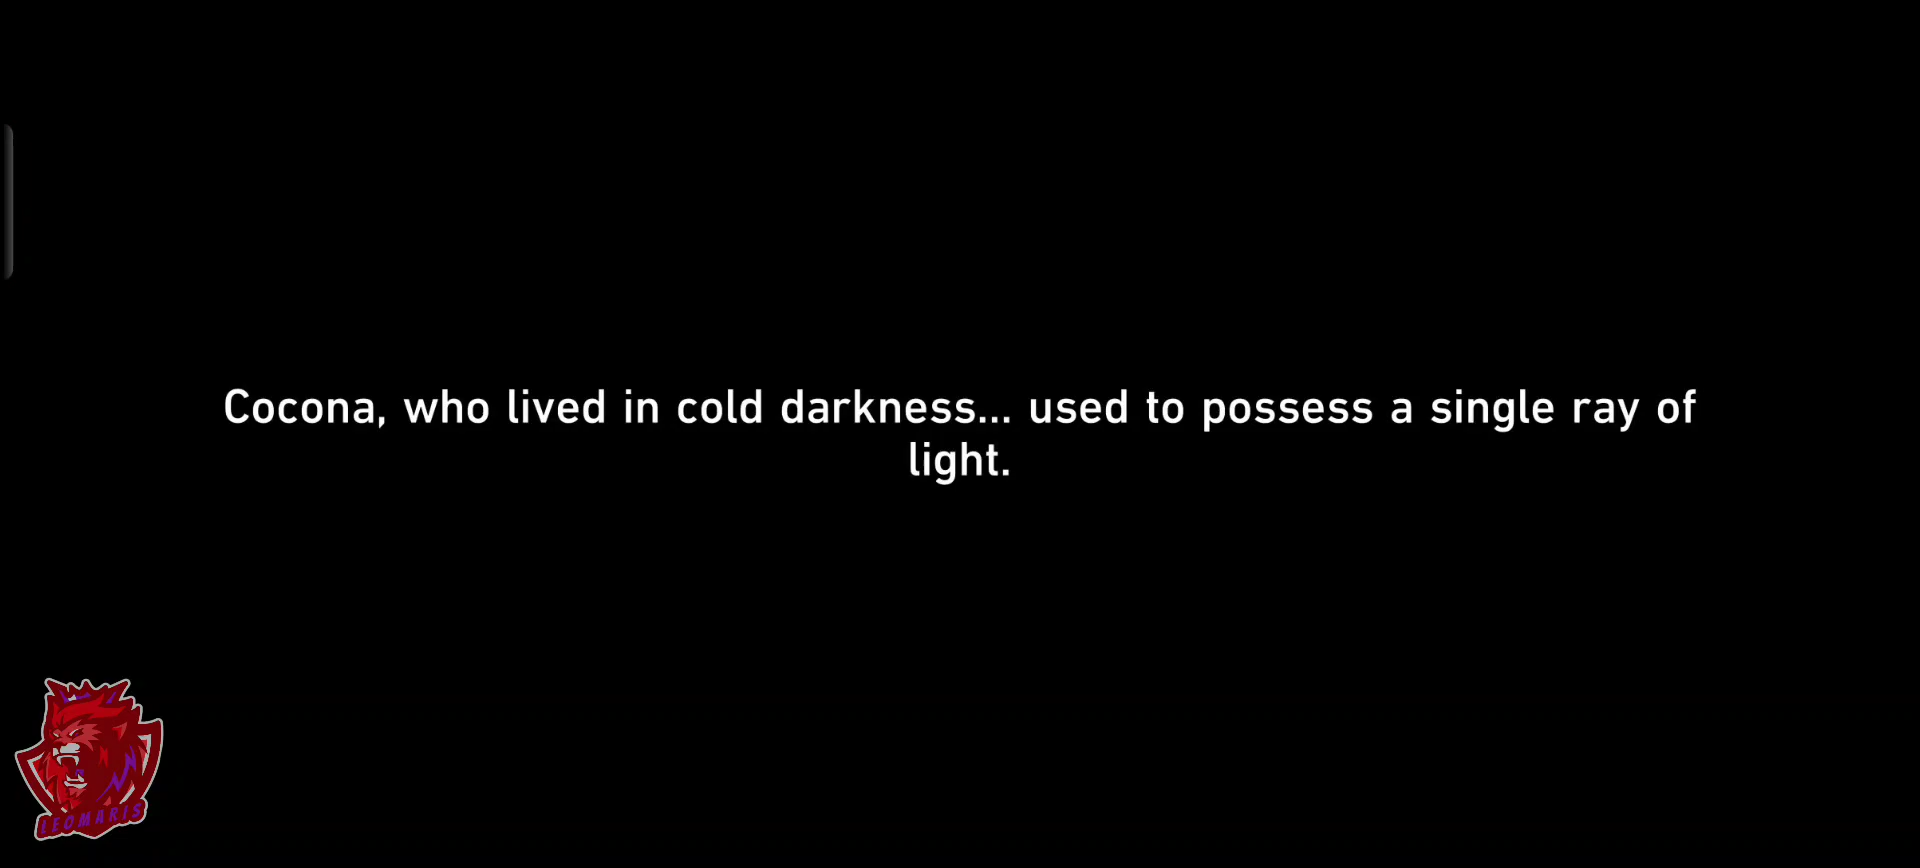 Cocona, who lived in cold darkness... used to possess a single ray of
light.
LEOMARIS